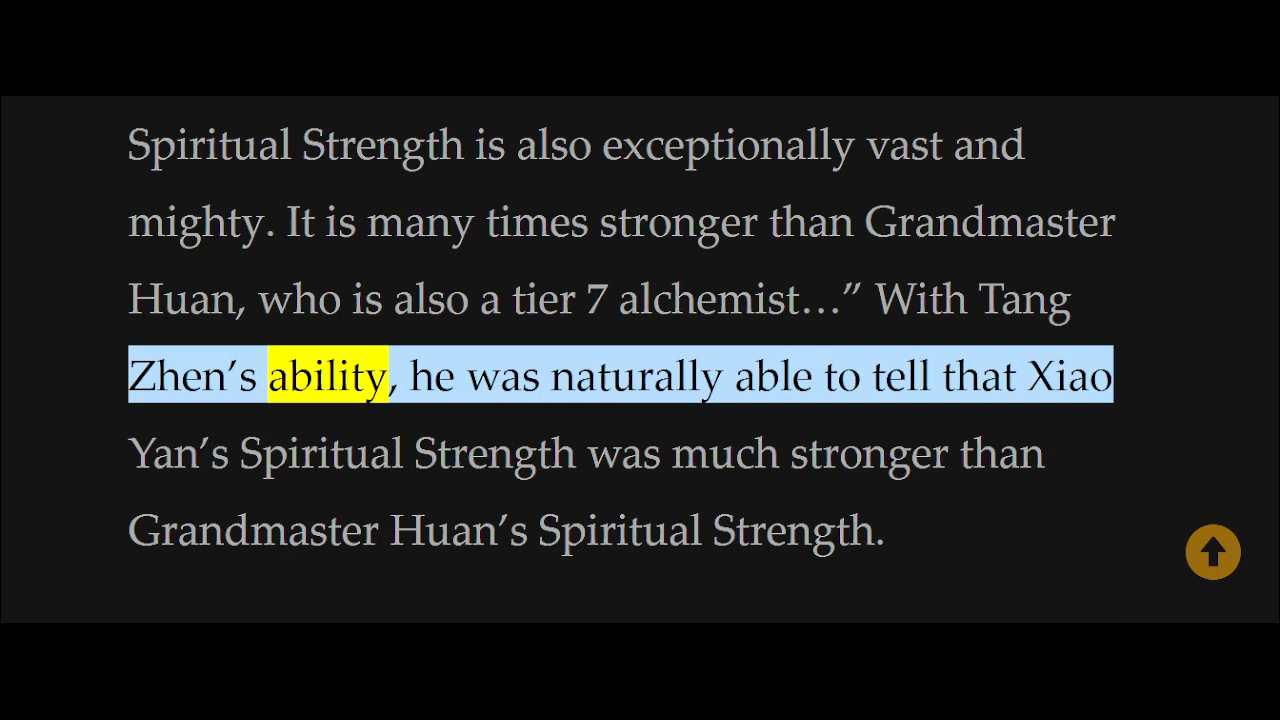 Spiritual Strength is also exceptionally vast and
mighty. It is many times stronger than Grandmaster
Huan, who is also a tier 7 alchemist…” With Tang
Zhen’s ability, he was naturally able to tell that Xiao
Yan’s Spiritual Strength was much stronger than
Grandmaster Huan’s Spiritual Strength.